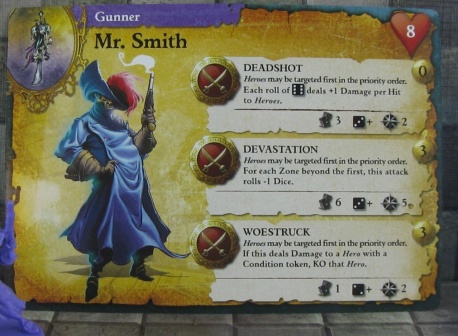 Gunner
Mr. Smith
8
DEADSHOT
0
Heroes may be targeted first in the priority order.
Each roll of deals +1 Damage per Hit
to Heroes.
3 + 2
DEVASTATION
3
Heroes may be targeted first in the priority order.
For each Zone beyond the first, this attack
rolls -1 Dice.
6 + 5
WOESTRUCK
3
Heroes may be targeted first in the priority order.
If this deals Damage to a Hero with a
Condition token, KO that Hero.
1 + 2